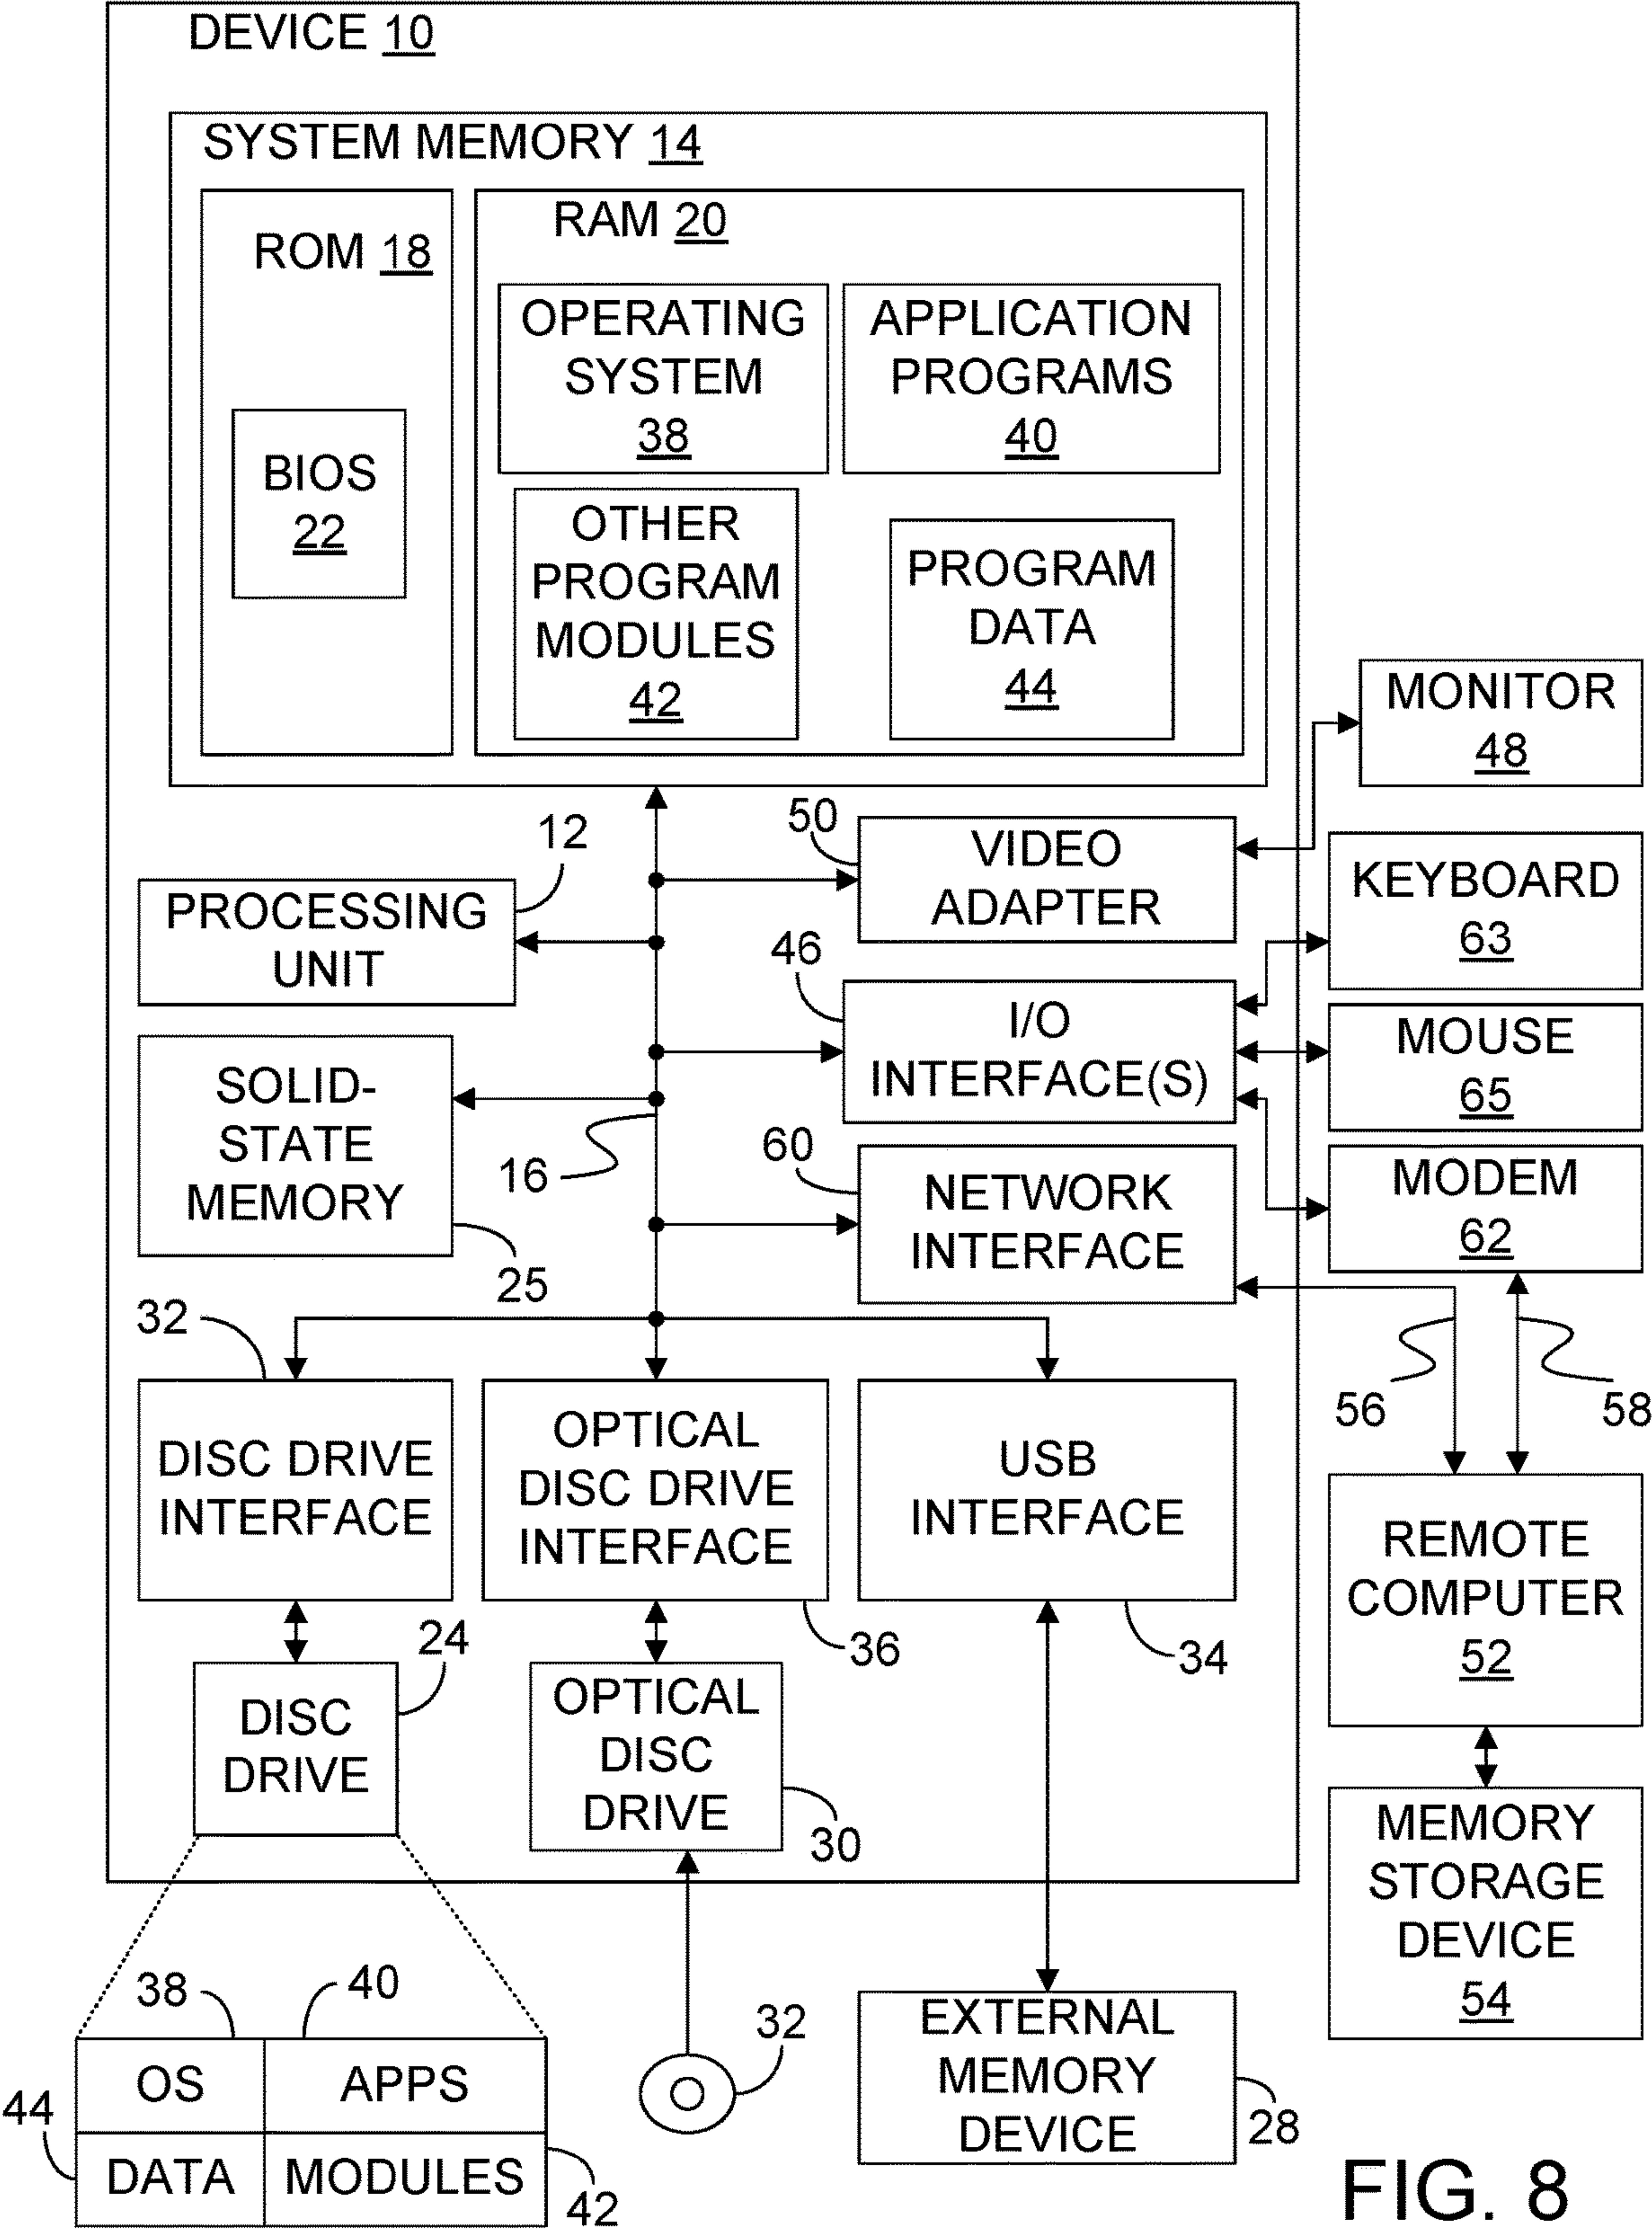 DEVICE 10
SYSTEM MEMORY 14
ROM 18
BIOS
22
RAM 20
OPERATING
SYSTEM
38
APPLICATION
PROGRAMS
40
OTHER
PROGRAM
MODULES
42
PROGRAM
DATA
44
MONITOR
48
12
PROCESSING
UNIT
50
VIDEO
ADAPTER
KEYBOARD
63
46
I/O
INTERFACE(S)
MOUSE
65
SOLID-
STATE
MEMORY
25
16
60
NETWORK
INTERFACE
MODEM
62
56
58
32
DISC DRIVE
INTERFACE
OPTICAL
DISC DRIVE
INTERFACE
36
USB
INTERFACE
34
REMOTE
COMPUTER
52
24
DISC
DRIVE
OPTICAL
DISC
DRIVE
30
MEMORY
STORAGE
DEVICE
54
38
40
OS
APPS
44
DATA
MODULES
42
32
EXTERNAL
MEMORY
DEVICE
28
FIG. 8